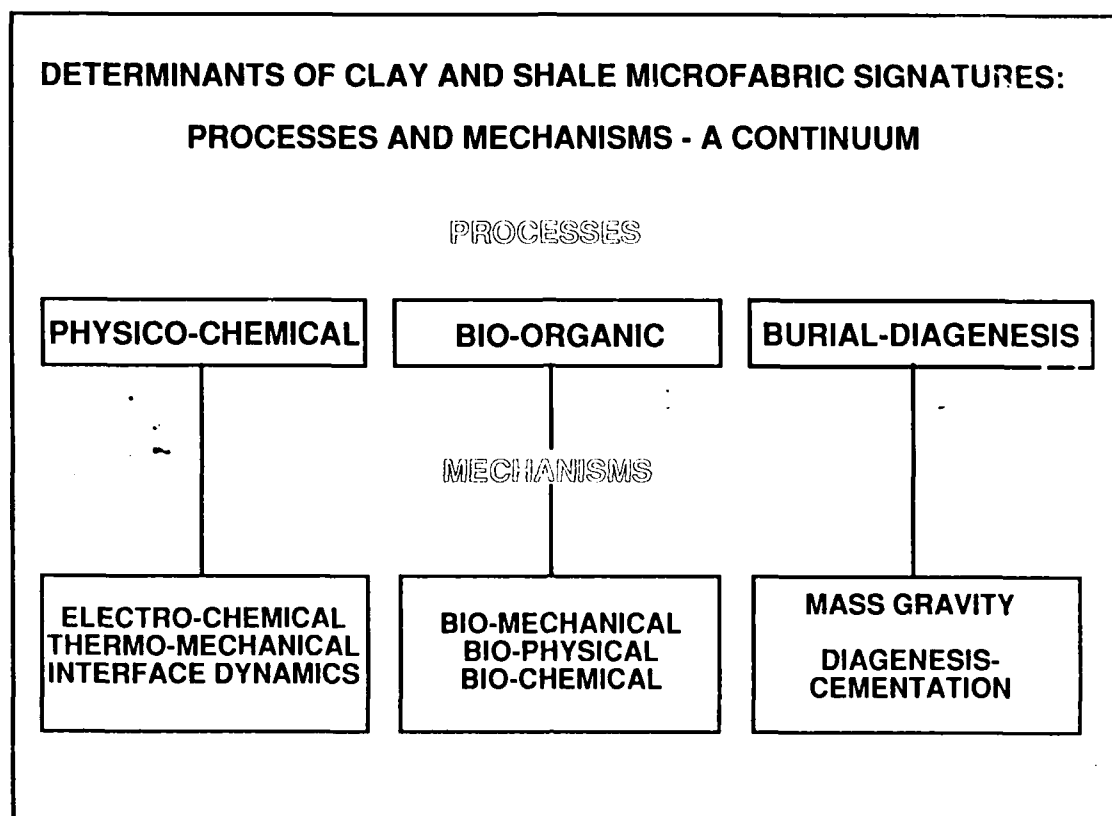 DETERMINANTS OF CLAY AND SHALE MICROFABRIC SIGNATURES:
PROCESSES AND MECHANISMS - A CONTINUUM
PROCESSES
PHYSICO-CHEMICAL
BIO-ORGANIC
BURIAL-DIAGENESIS
MECHANISMS
ELECTRO-CHEMICAL
THERMO-MECHANICAL
INTERFACE DYNAMICS
BIO-MECHANICAL
BIO-PHYSICAL
BIO-CHEMICAL
MASS GRAVITY
DIAGENESIS-
CEMENTATION